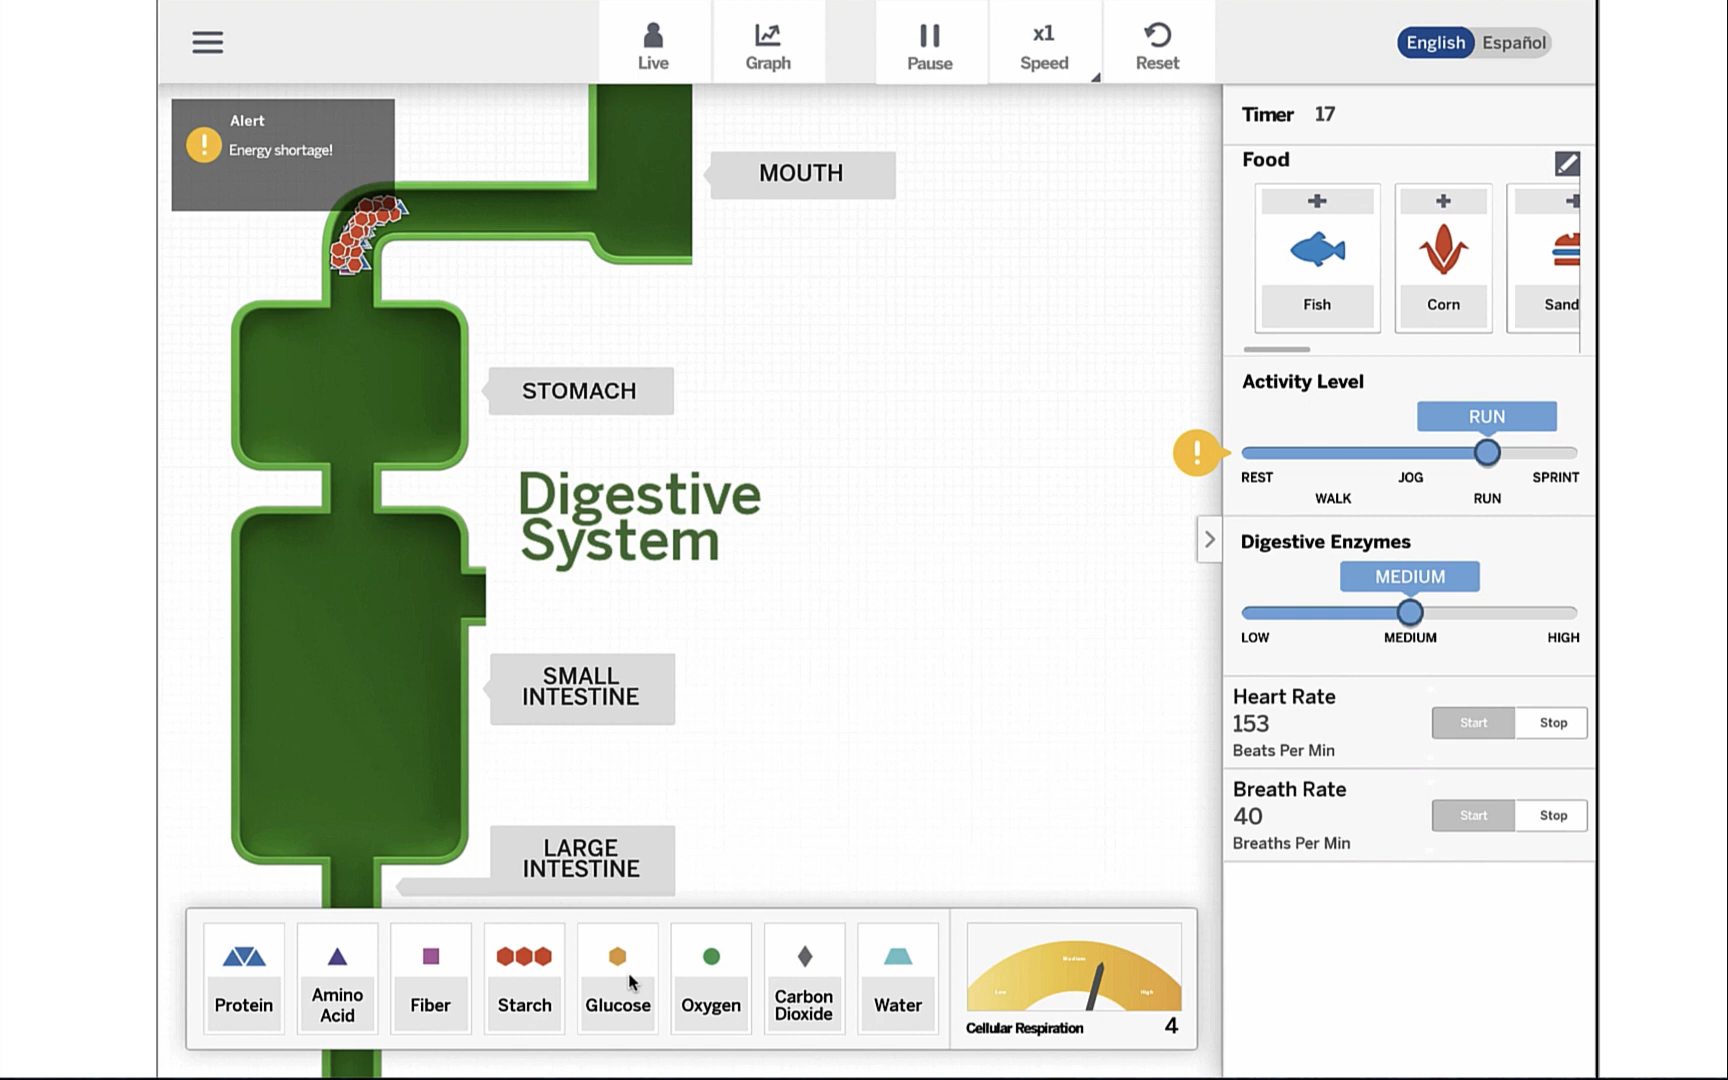 Live
Graph
Pause
x1
Speed
Reset
English
Español
Alert
Energy shortage!
MOUTH
STOMACH
Digestive
System
SMALL
INTESTINE
LARGE
INTESTINE
Timer 17
Food
Fish
Corn
Sand
Activity Level
RUN
REST
JOG
SPRINT
WALK
RUN
Digestive Enzymes
MEDIUM
LOW
MEDIUM
HIGH
Heart Rate
153
Beats Per Min
Start
Stop
Breath Rate
40
Breaths Per Min
Start
Stop
Protein
Amino
Acid
Fiber
Starch
Glucose
Oxygen
Carbon
Dioxide
Water
Low
Medium
High
Cellular Respiration
4